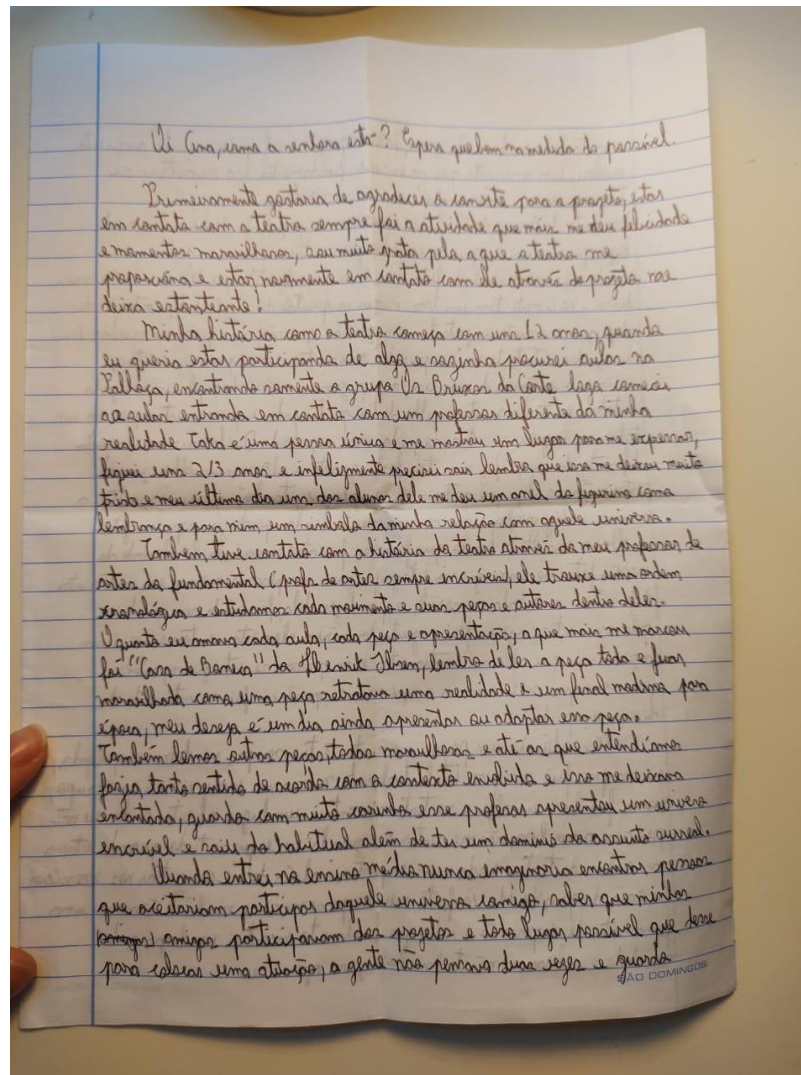 Oi Ana, como a senhora está? Espero que bem na medida do possível.
Primeiramente gostaria de agradecer o convite para o projeto, estar
em contato com o teatro sempre foi a atividade que mais me deu felicidade
e momentos maravilhosos, sou muito grata pelo o que o teatro me
proporciona e estar novamente em contato com ele através do projeto me
deixa estonteante!
Minha história como o teatro começa com uns 12 anos, quando
eu queria estar participando de algo e sozinha procurei aulas na
Palhoça, encontrando somente o grupo Os Bruxos da Corte logo comecei
as aulas entrando em contato com um professor diferente da minha
realidade Toko é uma pessoa única e me mostrou um lugar para me expressar,
fiquei uns 2/3 anos e infelizmente precisei sair lembro que isso me deixou muito
triste e meu último dia um dos alunos dele me deu um anel do figurino como
lembrança e para mim um símbolo da minha relação com aquele universo.
Também tive contato com a história do teatro através do meu professor de
artes do fundamental (profs de artes sempre incríveis), ele trouxe uma ordem
cronológica e estudamos cada movimento e suas peças e autores dentro deles.
O quanto eu amava cada aula, cada peça e apresentação, a que mais me marcou
foi "Casa de Boneca" do Henrik Ibsen, lembro de ler a peça toda e ficar
maravilhada como uma peça retratava uma realidade e um final moderno para
época, meu desejo é um dia ainda apresentar ou adaptar essa peça.
Também lemos outras peças, todas maravilhosas e até as que entendíamos
fazia tanto sentido de acordo com o contexto envolvido e isso me deixava
encantada, guardo com muito carinho esse professor apresentou um universo
incrível e saiu do habitual além de ter um domínio do assunto surreal.
Quando entrei no ensino médio nunca imaginaria encontrar pessoas
que aceitariam participar daquele universo comigo, saber que minhas
amigos participariam dos projetos e todo lugar possível que desse
para colocar uma atuação, a gente não pensava duas vezes e quando
SÃO DOMINGOS